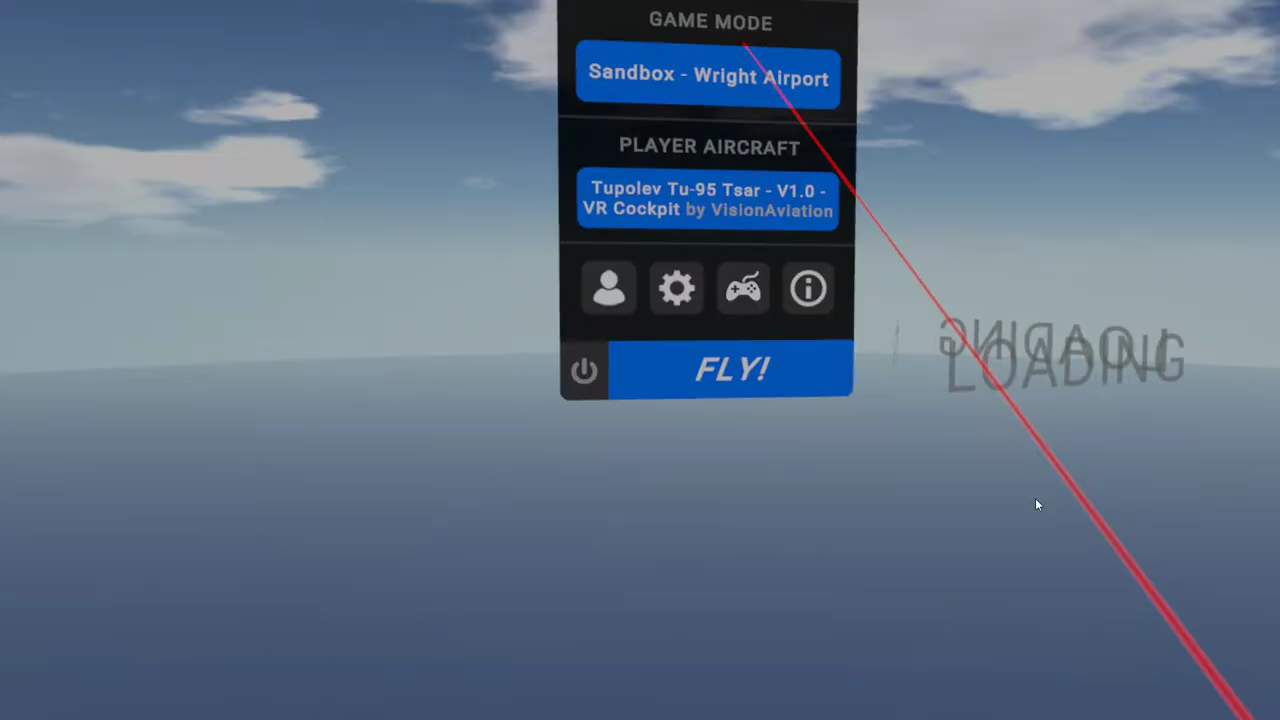 GAME MODE
Sandbox - Wright Airport
PLAYER AIRCRAFT
Tupolev Tu-95 Tsar - V1.0 -
VR Cockpit by VisionAviation
FLY!
LOADING
LOADING